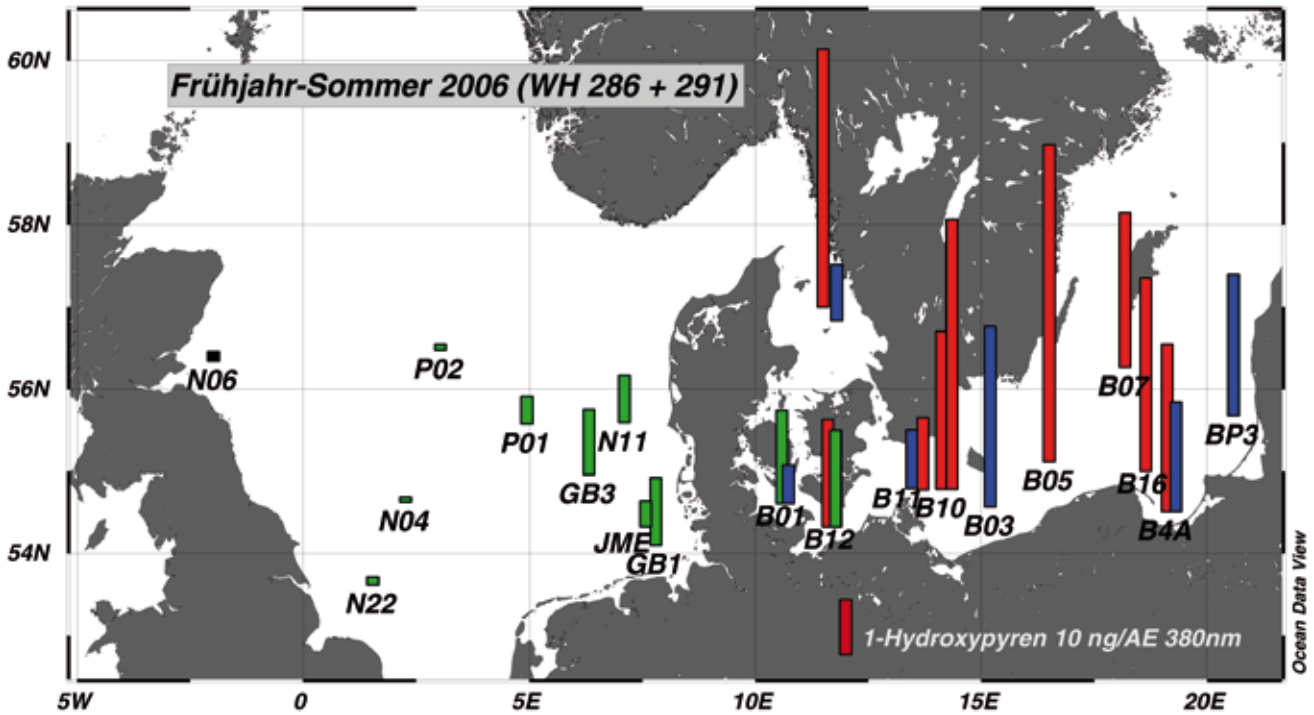 60N
Frühjahr-Sommer 2006 (WH 286 + 291)
58N
56N
N06
P02
B07
P01
N11
BP3
GB3
B05
B16
B11
B10
N04
B01
B03
B4A
JME
B12
54N
GB1
N22
1-Hydroxypyren 10 ng/AE 380nm
Ocean Data View
5W
0
5E
10E
15E
20E